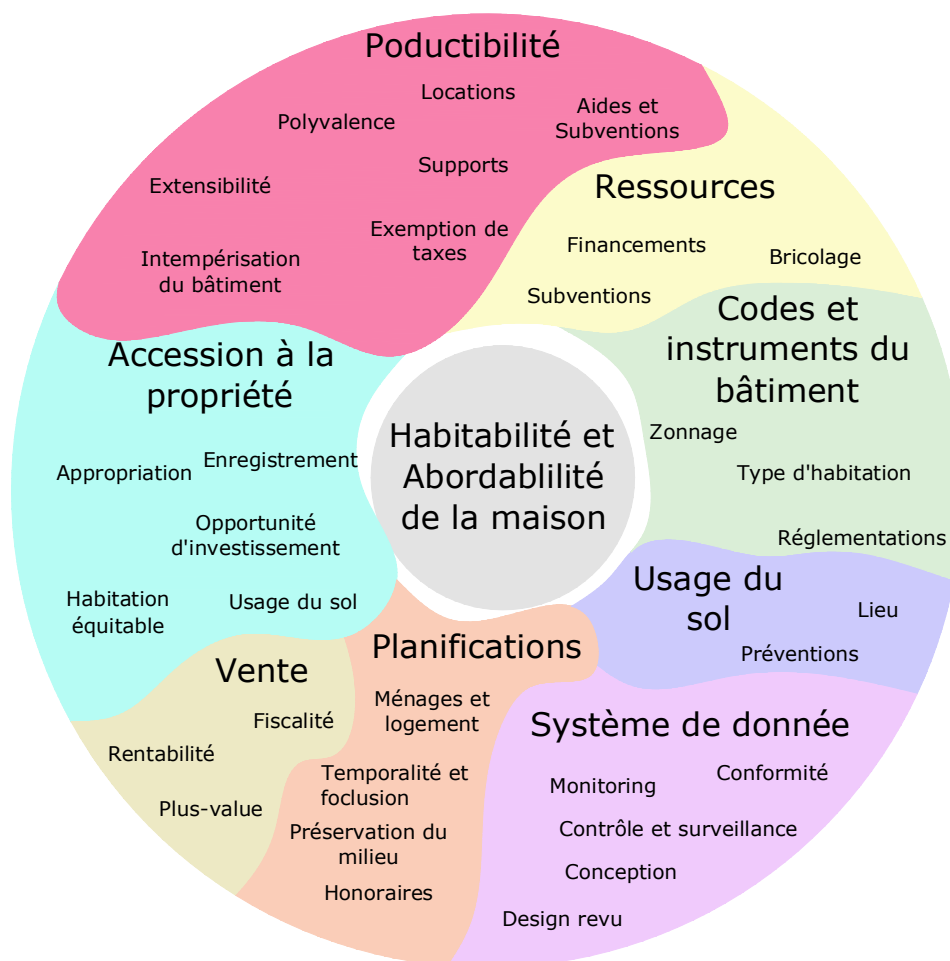 Poductibilité
Locations
Polyvalence
Aides et
Subventions
Supports
Extensibilité
Exemption de
taxes
Intempérisation
du bâtiment
Ressources
Financements
Bricolage
Subventions
Codes et
instruments du
bâtiment
Zonnage
Type d'habitation
Réglementations
Accession à la
propriété
Enregistrement
Appropriation
Opportunité
d'investissement
Habitation
équitable
Usage du sol
Habitabilité et
Abordablilité
de la maison
Usage du
sol
Lieu
Préventions
Planifications
Ménages et
logement
Temporalité et
foclusion
Préservation du
milieu
Honoraires
Vente
Fiscalité
Rentabilité
Plus-value
Système de donnée
Conformité
Monitoring
Contrôle et surveillance
Conception
Design revu